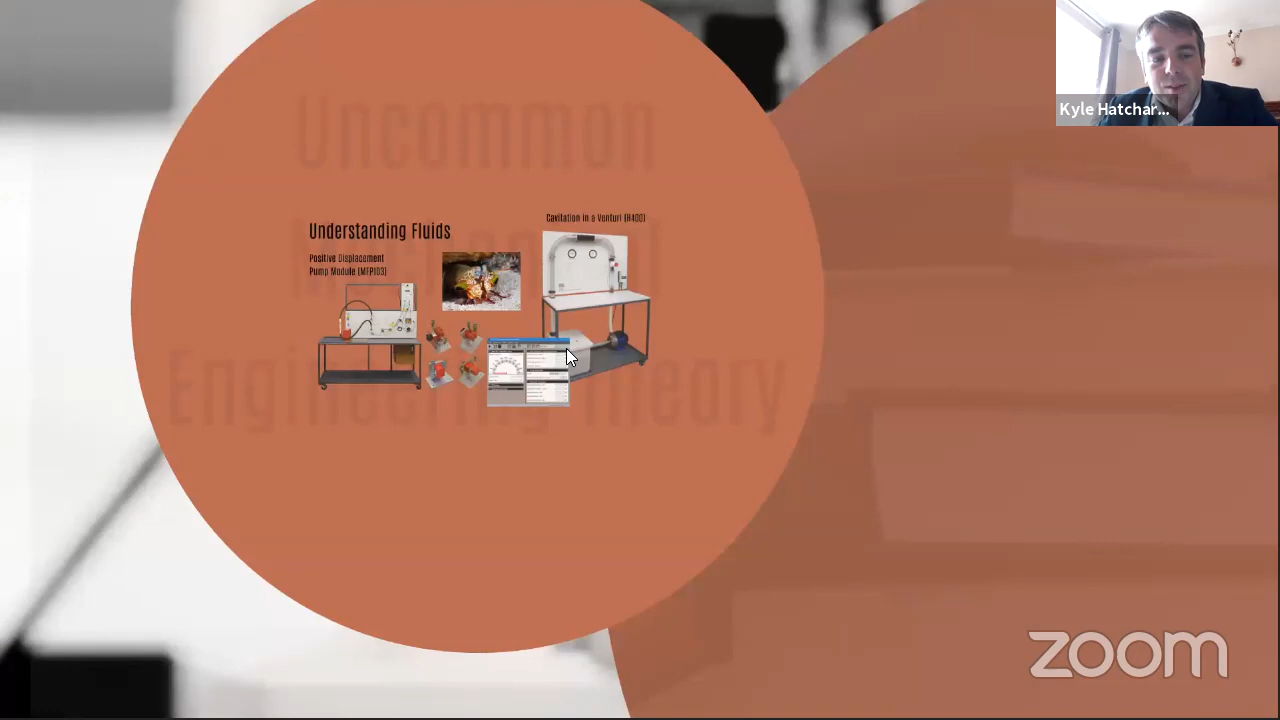 Uncommon
Understanding Fluids
Cavitation in a Venturi (H400)
Positive Displacement
Pump Module (MFP103)
Engineering Theory
Kyle Hatchar...
zoom